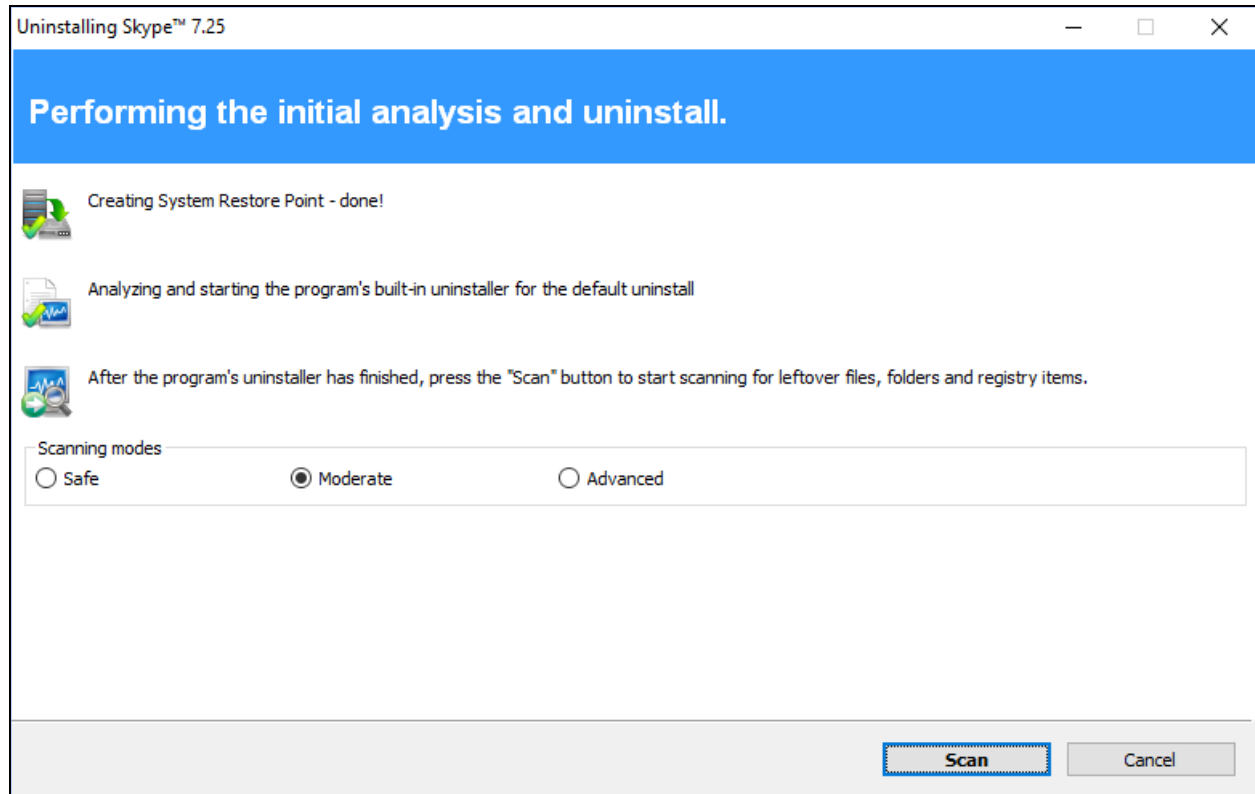 Uninstalling Skype™ 7.25
Performing the initial analysis and uninstall.
Creating System Restore Point - done!
Analyzing and starting the program's built-in uninstaller for the default uninstall
After the program's uninstaller has finished, press the "Scan" button to start scanning for leftover files, folders and registry items.
Scanning modes
Safe Moderate Advanced
Scan Cancel